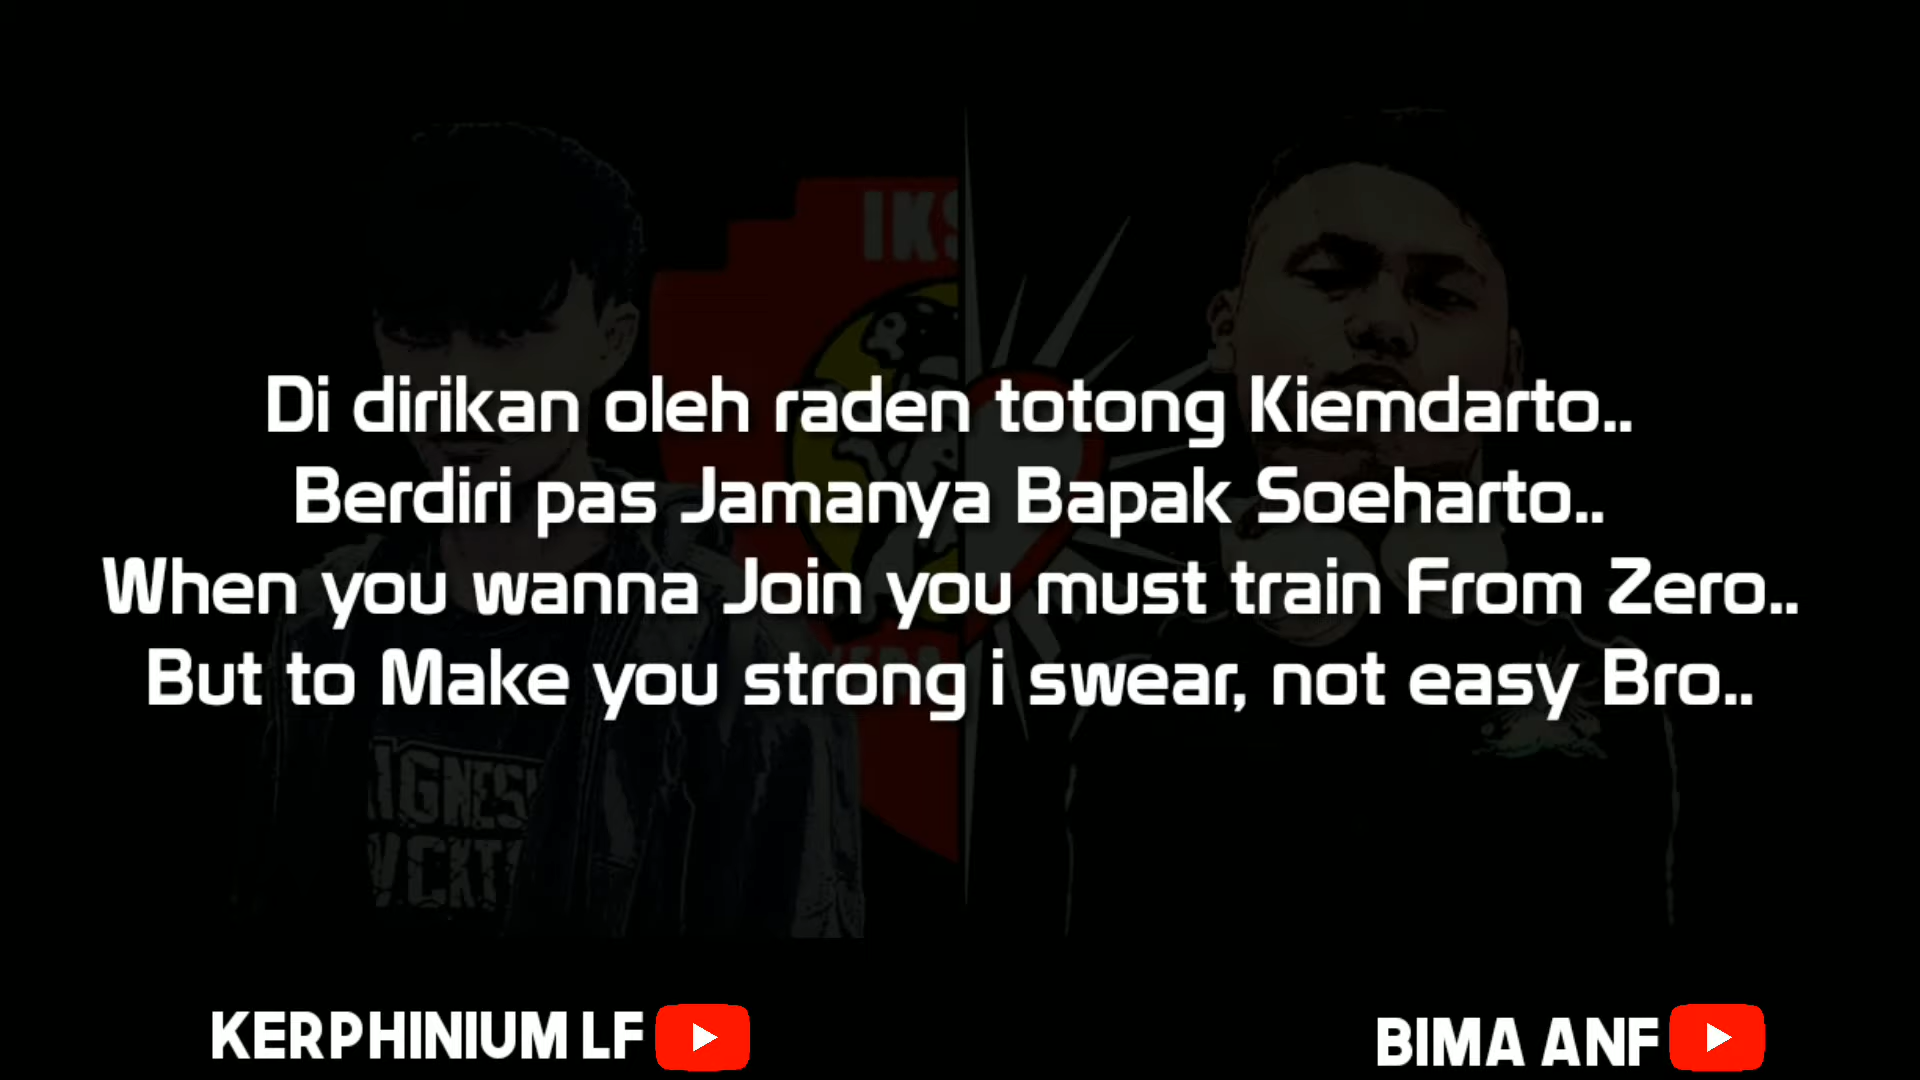 IKS
Di dirikan oleh raden totong Kiemdarto..
Berdiri pas Jamanya Bapak Soeharto..
When you wanna Join you must train From Zero..
But to Make you strong i swear, not easy Bro..
KERPHINIUM LF
BIMA ANF